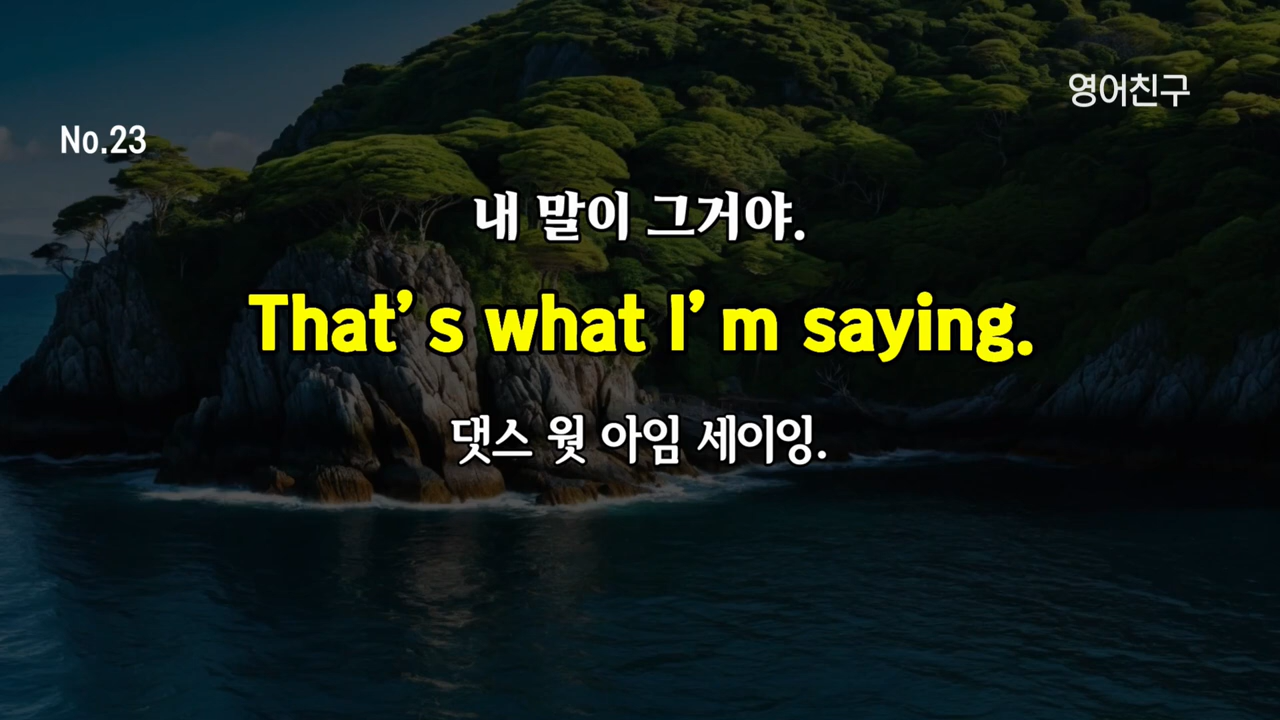 영어친구
No.23
내 말이 그거야.
That’s what I’m saying.
댓스 윗 아임 세이잉.